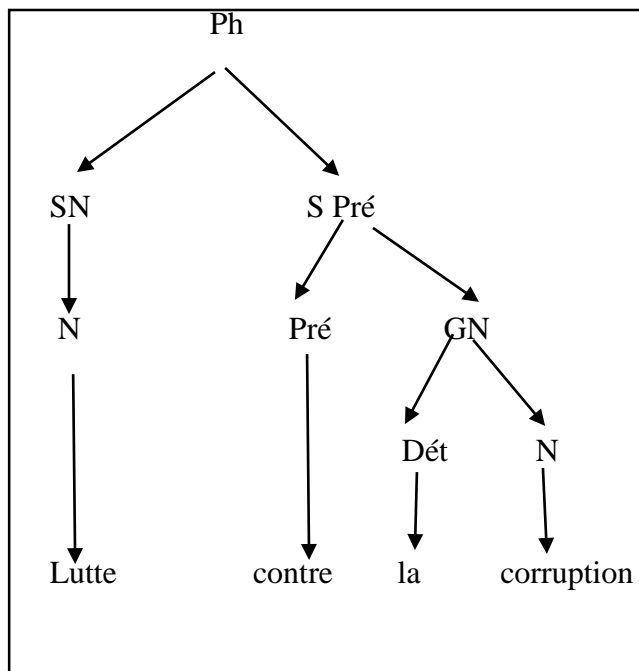 Ph
SN S Pré
N Pré GN
Dét N
Lutte contre la corruption